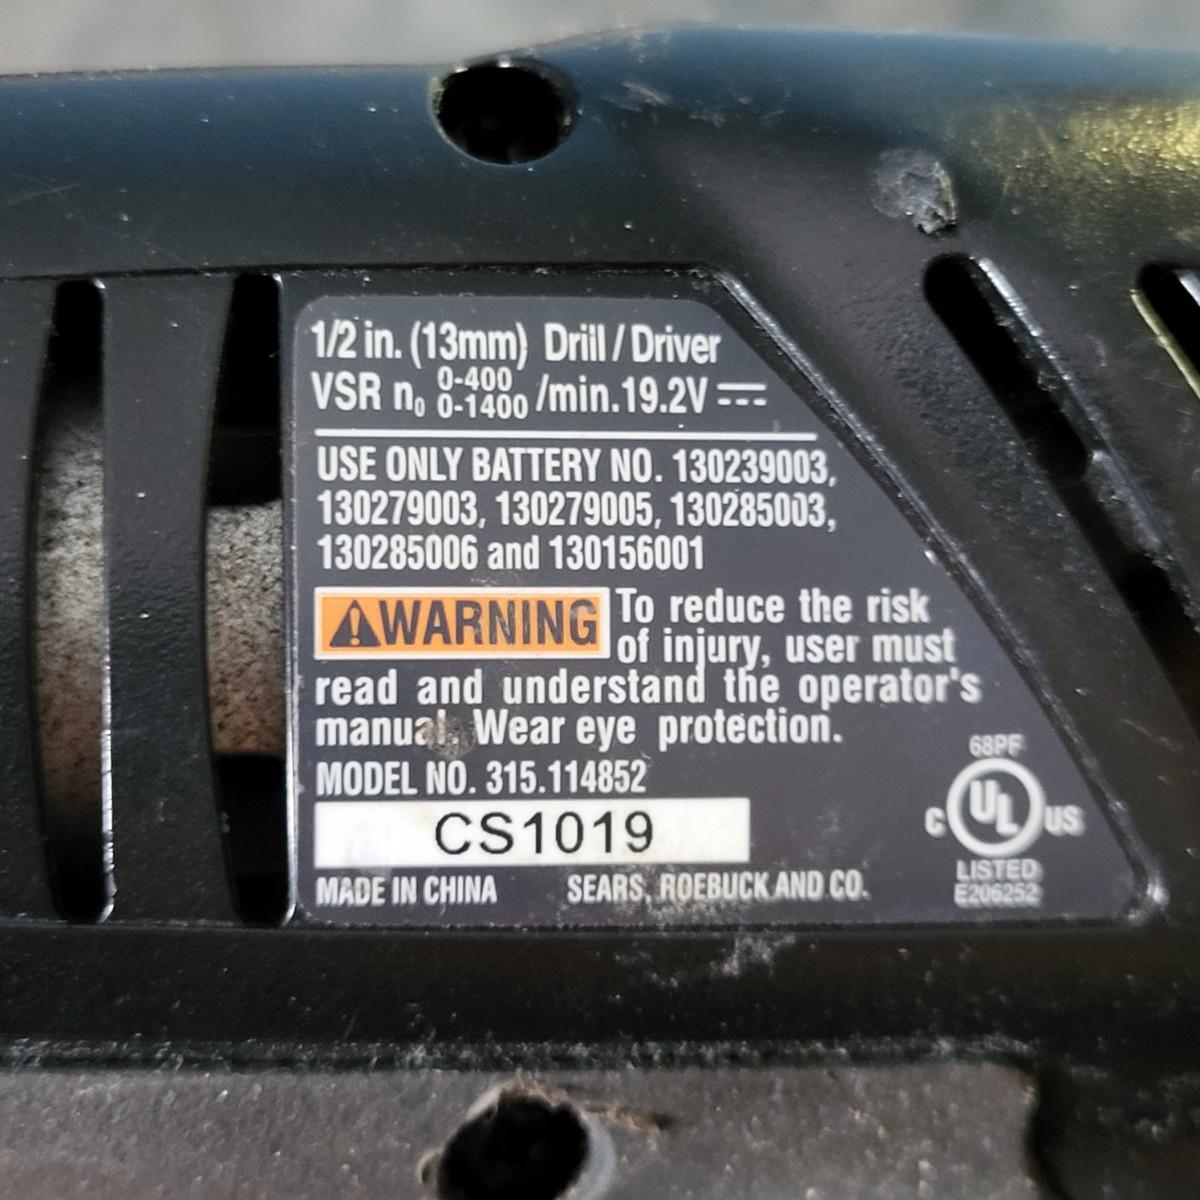 1/2 in. (13mm) Drill / Driver
VSR n0 0-400 0-1400 /min.19.2V
USE ONLY BATTERY NO. 130239003,
130279003, 130279005, 130285003,
130285006 and 130156001
WARNING To reduce the risk
of injury, user must
read and understand the operator's
manual. Wear eye protection.
MODEL NO. 315.114852
CS1019
MADE IN CHINA SEARS, ROEBUCK AND CO.
68PF
C UL US
LISTED
E206252